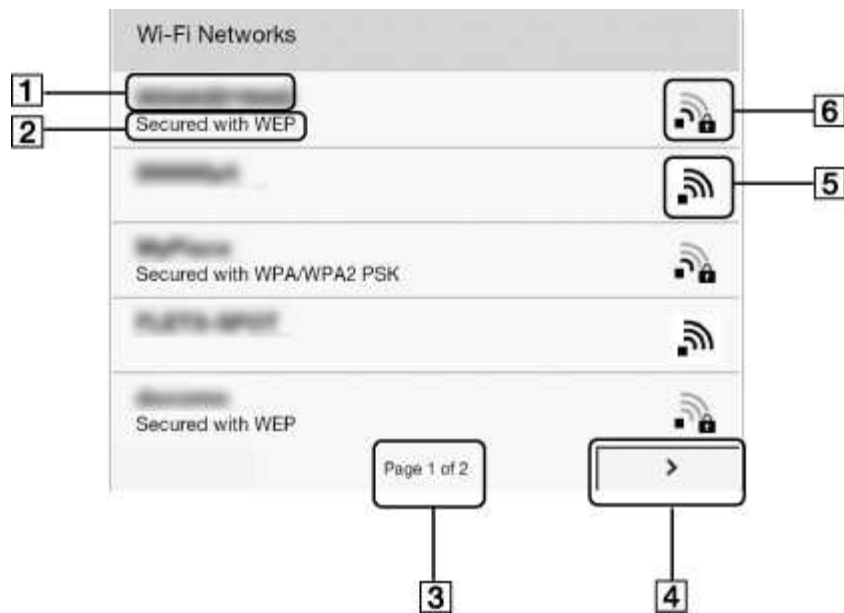 Wi-Fi Networks
1
2
Secured with WEP
6
5
Secured with WPA/WPA2 PSK
Secured with WEP
Page 1 of 2
>
3
4